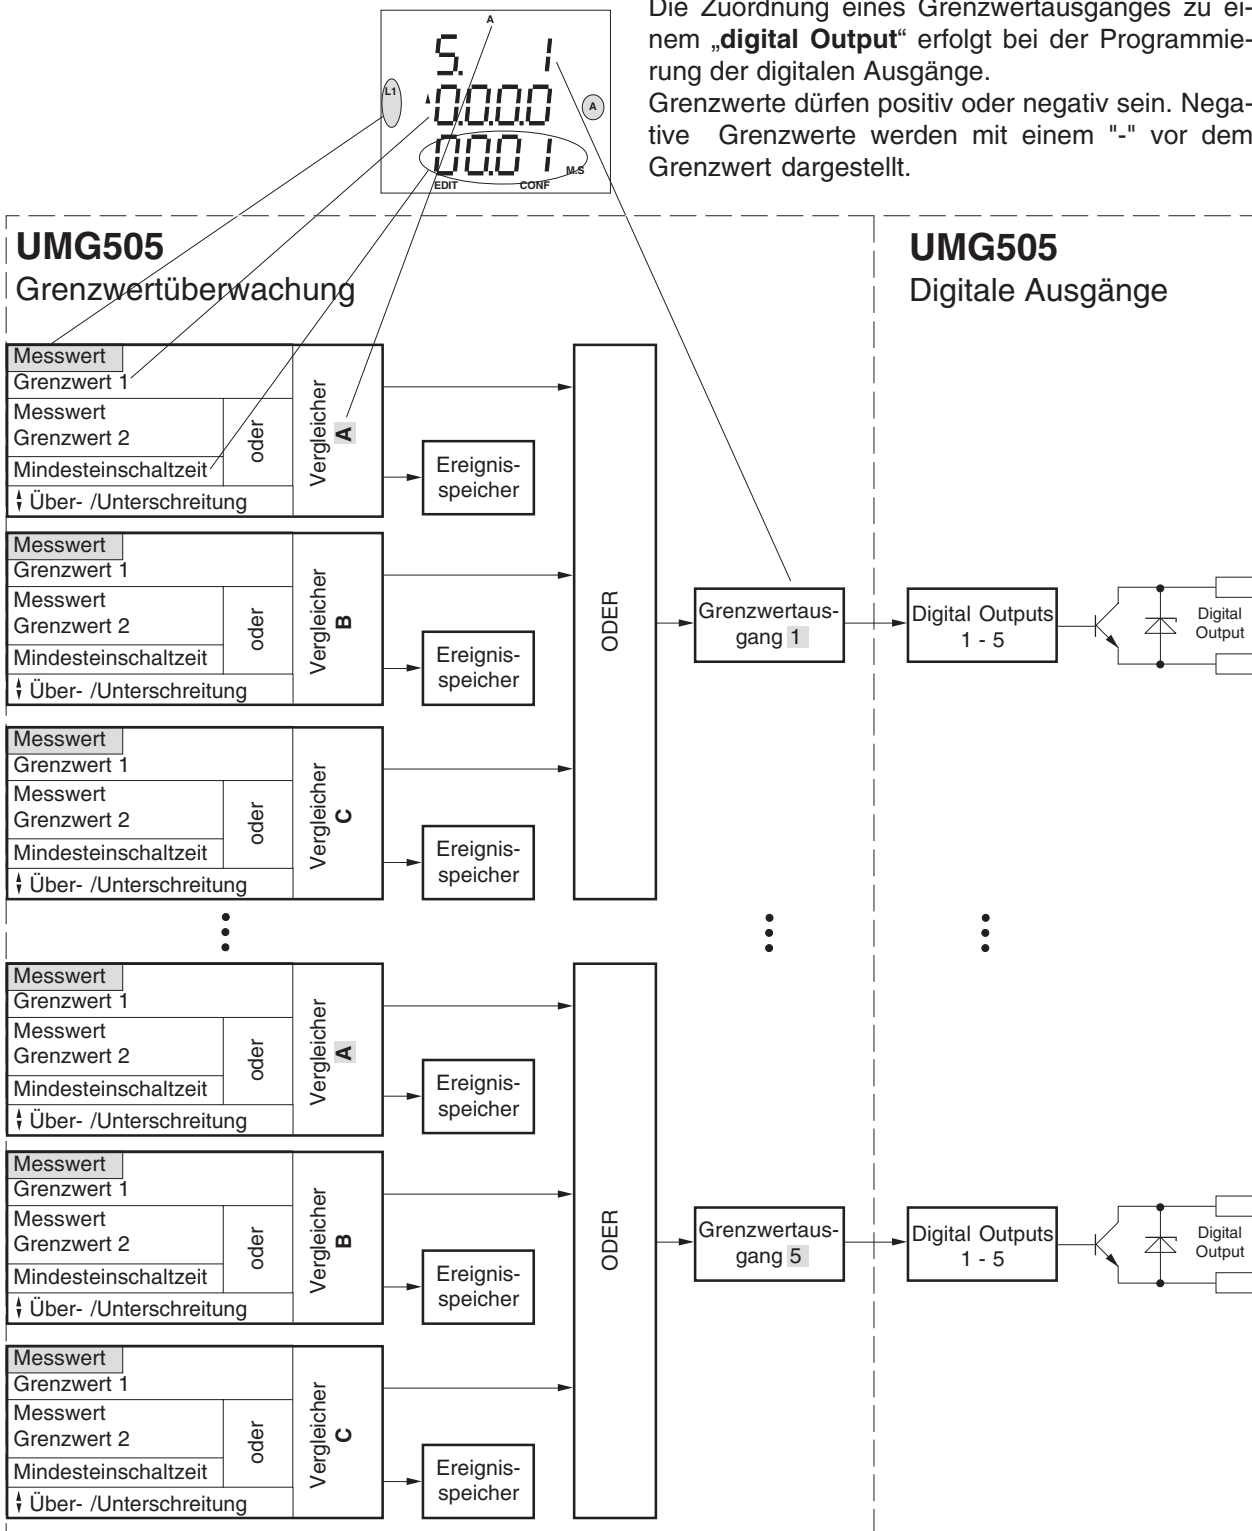 Die Zuordnung eines Grenzwertausganges zu ei-
nem „digital Output“ erfolgt bei der Programmie-
rung der digitalen Ausgänge.
Grenzwerte dürfen positiv oder negativ sein. Nega-
tive Grenzwerte werden mit einem "-" vor dem
Grenzwert dargestellt.
A
S. 1
L1
0.0.0.0
A
00.01
M.S
EDIT CONF
UMG505
Grenzwertüberwachung
UMG505
Digitale Ausgänge
Messwert
Grenzwert 1
Messwert
Grenzwert 2
oder
Mindesteinschaltzeit
Über- /Unterschreitung
Vergleicher
A
Ereignis-
speicher
Messwert
Grenzwert 1
Messwert
Grenzwert 2
oder
Mindesteinschaltzeit
Über- /Unterschreitung
Vergleicher
B
Ereignis-
speicher
Messwert
Grenzwert 1
Messwert
Grenzwert 2
oder
Mindesteinschaltzeit
Über- /Unterschreitung
Vergleicher
C
Ereignis-
speicher
ODER
Grenzwertaus-
gang 1
Digital Outputs
1 - 5
Digital
Output
Messwert
Grenzwert 1
Messwert
Grenzwert 2
oder
Mindesteinschaltzeit
Über- /Unterschreitung
Vergleicher
A
Ereignis-
speicher
Messwert
Grenzwert 1
Messwert
Grenzwert 2
oder
Mindesteinschaltzeit
Über- /Unterschreitung
Vergleicher
B
Ereignis-
speicher
Messwert
Grenzwert 1
Messwert
Grenzwert 2
oder
Mindesteinschaltzeit
Über- /Unterschreitung
Vergleicher
C
Ereignis-
speicher
ODER
Grenzwertaus-
gang 5
Digital Outputs
1 - 5
Digital
Output